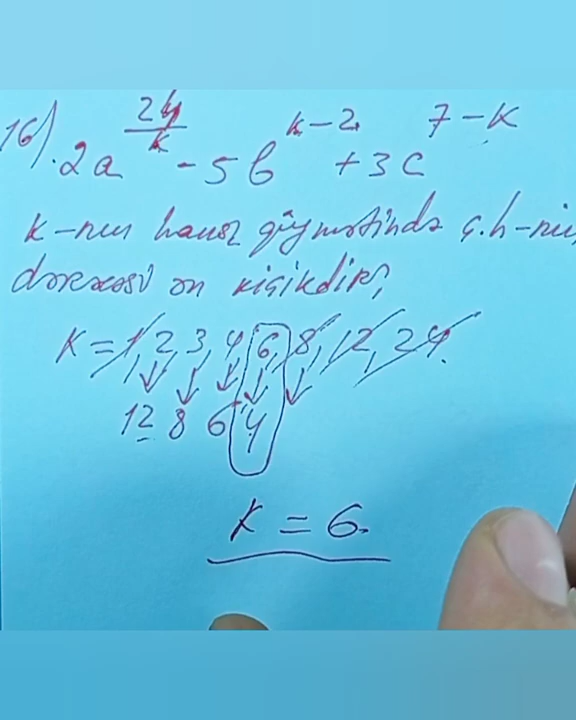 16). 2a^(24/k) - 5b^(k-2) + 3c^(7-k)
k-nın hansı qiymətində ç.h-nin
dərəcəsi ən kiçikdir?
K = 1, 2, 3, 4, 6, 8, 12, 24.
12 8 6 4
K = 6.